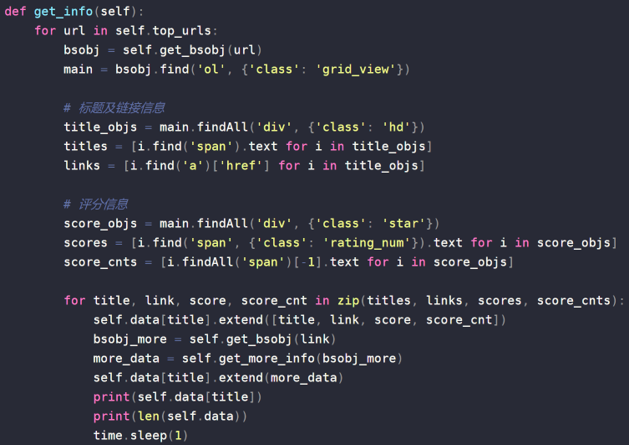 def get_info(self):
    for url in self.top_urls:
        bsobj = self.get_bsobj(url)
        main = bsobj.find('ol', {'class': 'grid_view'})

        # 标题及链接信息
        title_objs = main.findAll('div', {'class': 'hd'})
        titles = [i.find('span').text for i in title_objs]
        links = [i.find('a')['href'] for i in title_objs]

        # 评分信息
        score_objs = main.findAll('div', {'class': 'star'})
        scores = [i.find('span', {'class': 'rating_num'}).text for i in score_objs]
        score_cnts = [i.findAll('span')[-1].text for i in score_objs]

        for title, link, score, score_cnt in zip(titles, links, scores, score_cnts):
            self.data[title].extend([title, link, score, score_cnt])
            bsobj_more = self.get_bsobj(link)
            more_data = self.get_more_info(bsobj_more)
            self.data[title].extend(more_data)
            print(self.data[title])
            print(len(self.data))
            time.sleep(1)